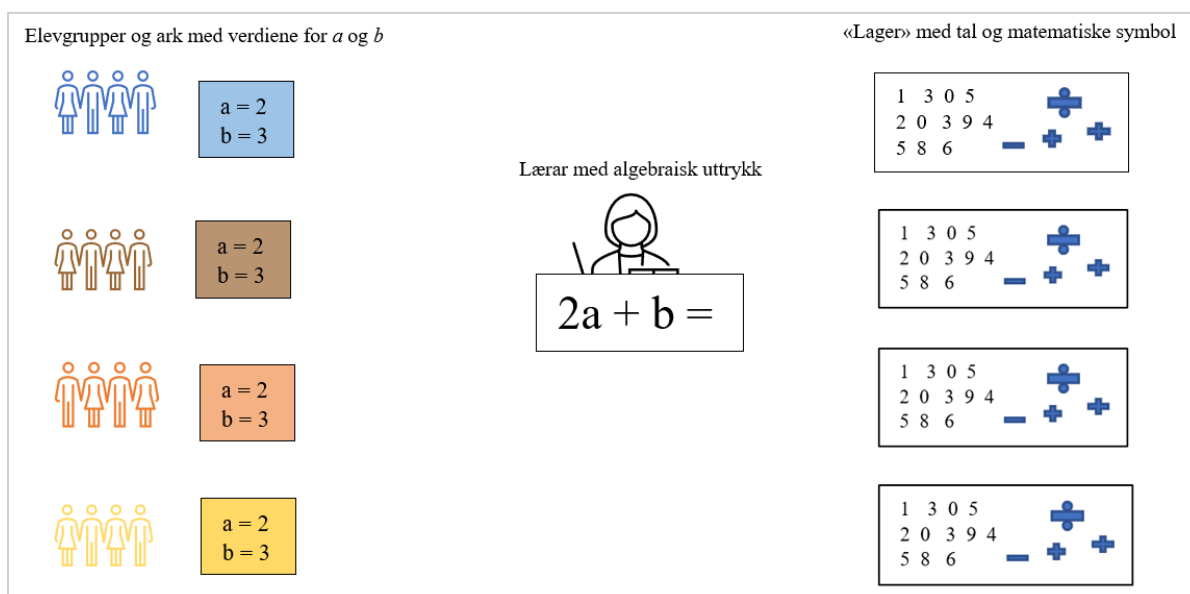 Elevgrupper og ark med verdiene for a og b
«Lager» med tal og matematiske symbol
a = 2
b = 3
1 3 0 5
2 0 3 9 4
5 8 6
÷
− + +
Lærar med algebraisk uttrykk
2a + b =
a = 2
b = 3
1 3 0 5
2 0 3 9 4
5 8 6
÷
− + +
a = 2
b = 3
1 3 0 5
2 0 3 9 4
5 8 6
÷
− + +
a = 2
b = 3
1 3 0 5
2 0 3 9 4
5 8 6
÷
− + +